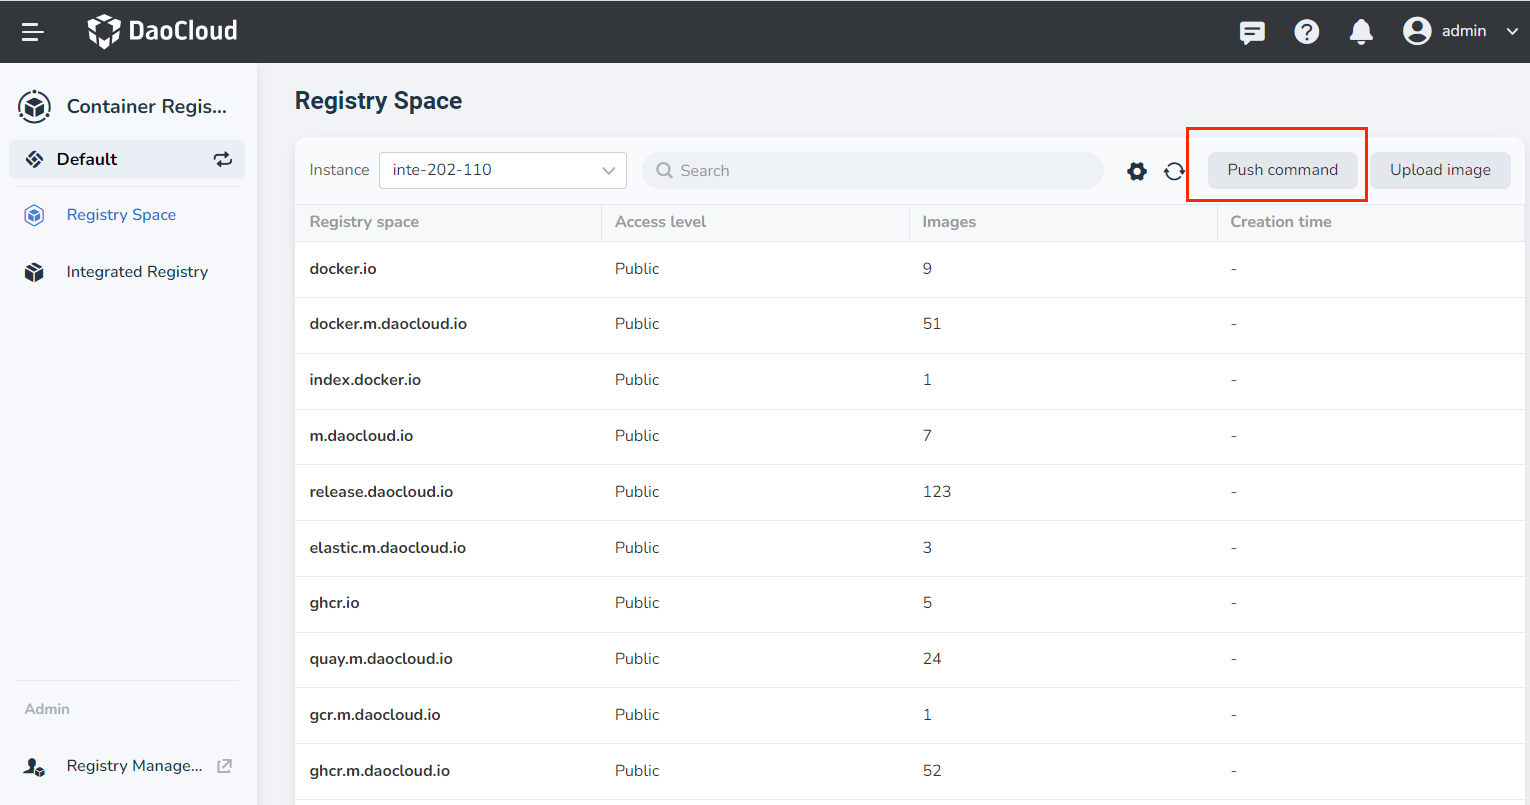 DaoCloud
admin
Container Regis...
Default
Registry Space
Integrated Registry
Admin
Registry Manage...
Registry Space
Instance inte-202-110 Search Push command Upload image
Registry space Access level Images Creation time
docker.io Public 9 -
docker.m.daocloud.io Public 51 -
index.docker.io Public 1 -
m.daocloud.io Public 7 -
release.daocloud.io Public 123 -
elastic.m.daocloud.io Public 3 -
ghcr.io Public 5 -
quay.m.daocloud.io Public 24 -
gcr.m.daocloud.io Public 1 -
ghcr.m.daocloud.io Public 52 -